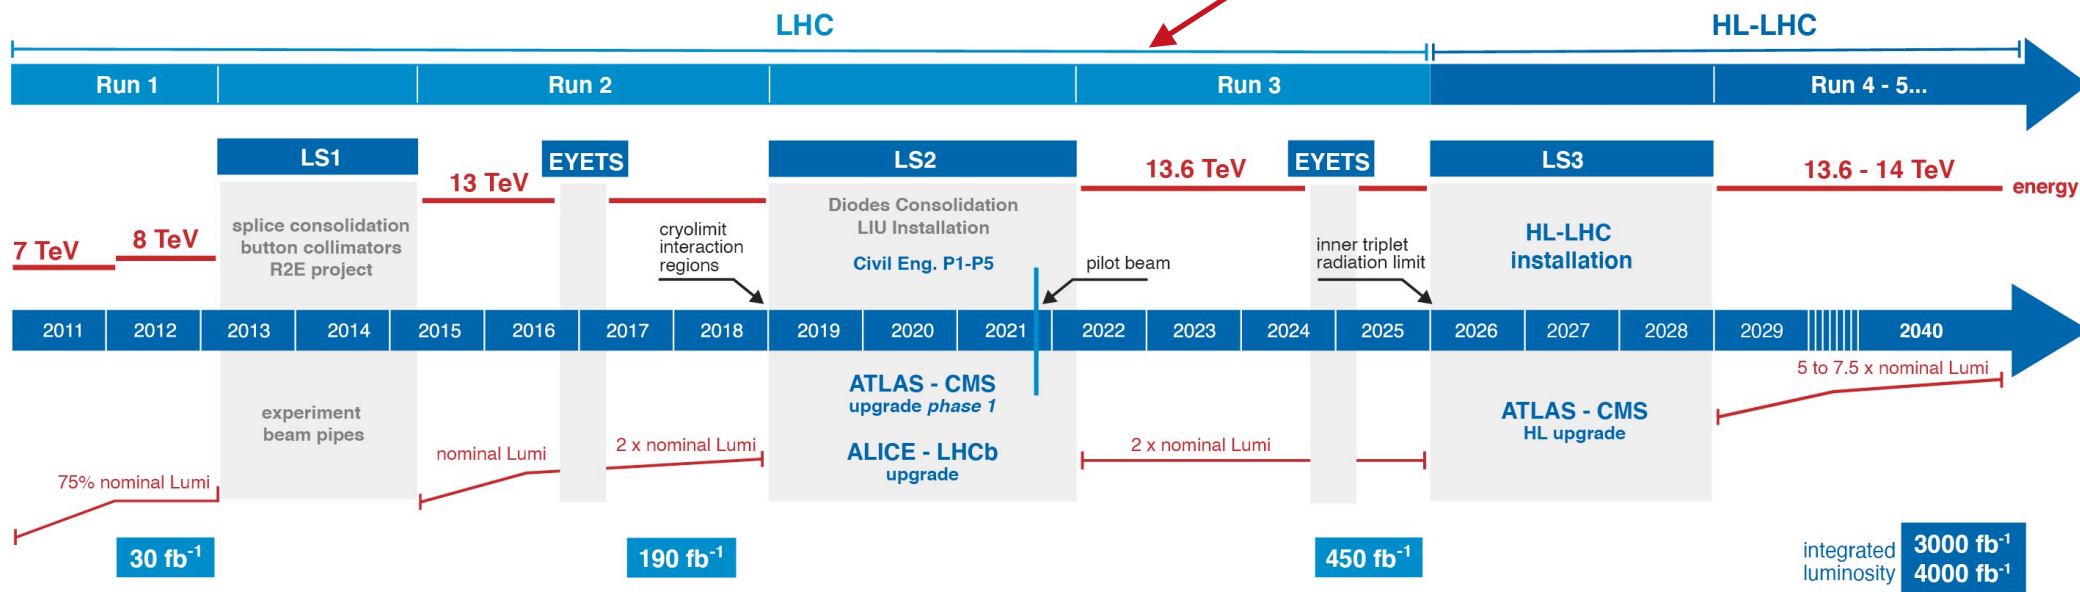 LHC
HL-LHC
Run 1
Run 2
Run 3
Run 4 - 5...
LS1
EYETS
LS2
EYETS
LS3
13 TeV
13.6 TeV
13.6 - 14 TeV
energy
7 TeV
8 TeV
splice consolidation
button collimators
R2E project
cryolimit
interaction
regions
Diodes Consolidation
LIU Installation
Civil Eng. P1-P5
pilot beam
inner triplet
radiation limit
HL-LHC
installation
2011
2012
2013
2014
2015
2016
2017
2018
2019
2020
2021
2022
2023
2024
2025
2026
2027
2028
2029
2040
experiment
beam pipes
ATLAS - CMS
upgrade phase 1
ALICE - LHCb
upgrade
ATLAS - CMS
HL upgrade
5 to 7.5 x nominal Lumi
75% nominal Lumi
nominal Lumi
2 x nominal Lumi
2 x nominal Lumi
30 fb⁻¹
190 fb⁻¹
450 fb⁻¹
integrated
luminosity
3000 fb⁻¹
4000 fb⁻¹